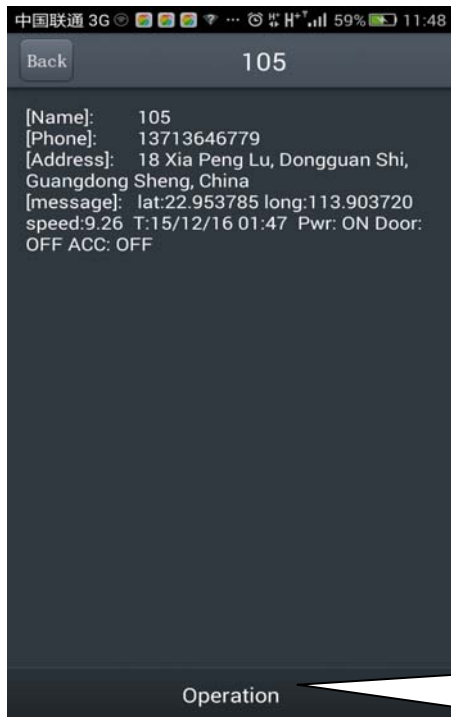 中国联通 3G ... H+ 59% 11:48
Back 105
[Name]: 105
[Phone]: 13713646779
[Address]: 18 Xia Peng Lu, Dongguan Shi,
Guangdong Sheng, China
[message]: lat:22.953785 long:113.903720
speed:9.26 T:15/12/16 01:47 Pwr: ON Door:
OFF ACC: OFF
Operation